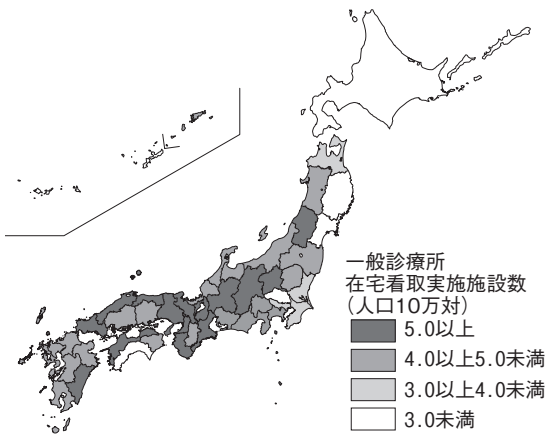 一般診療所
在宅看取実施施設数
(人口10万対)
5.0以上
4.0以上5.0未満
3.0以上4.0未満
3.0未満